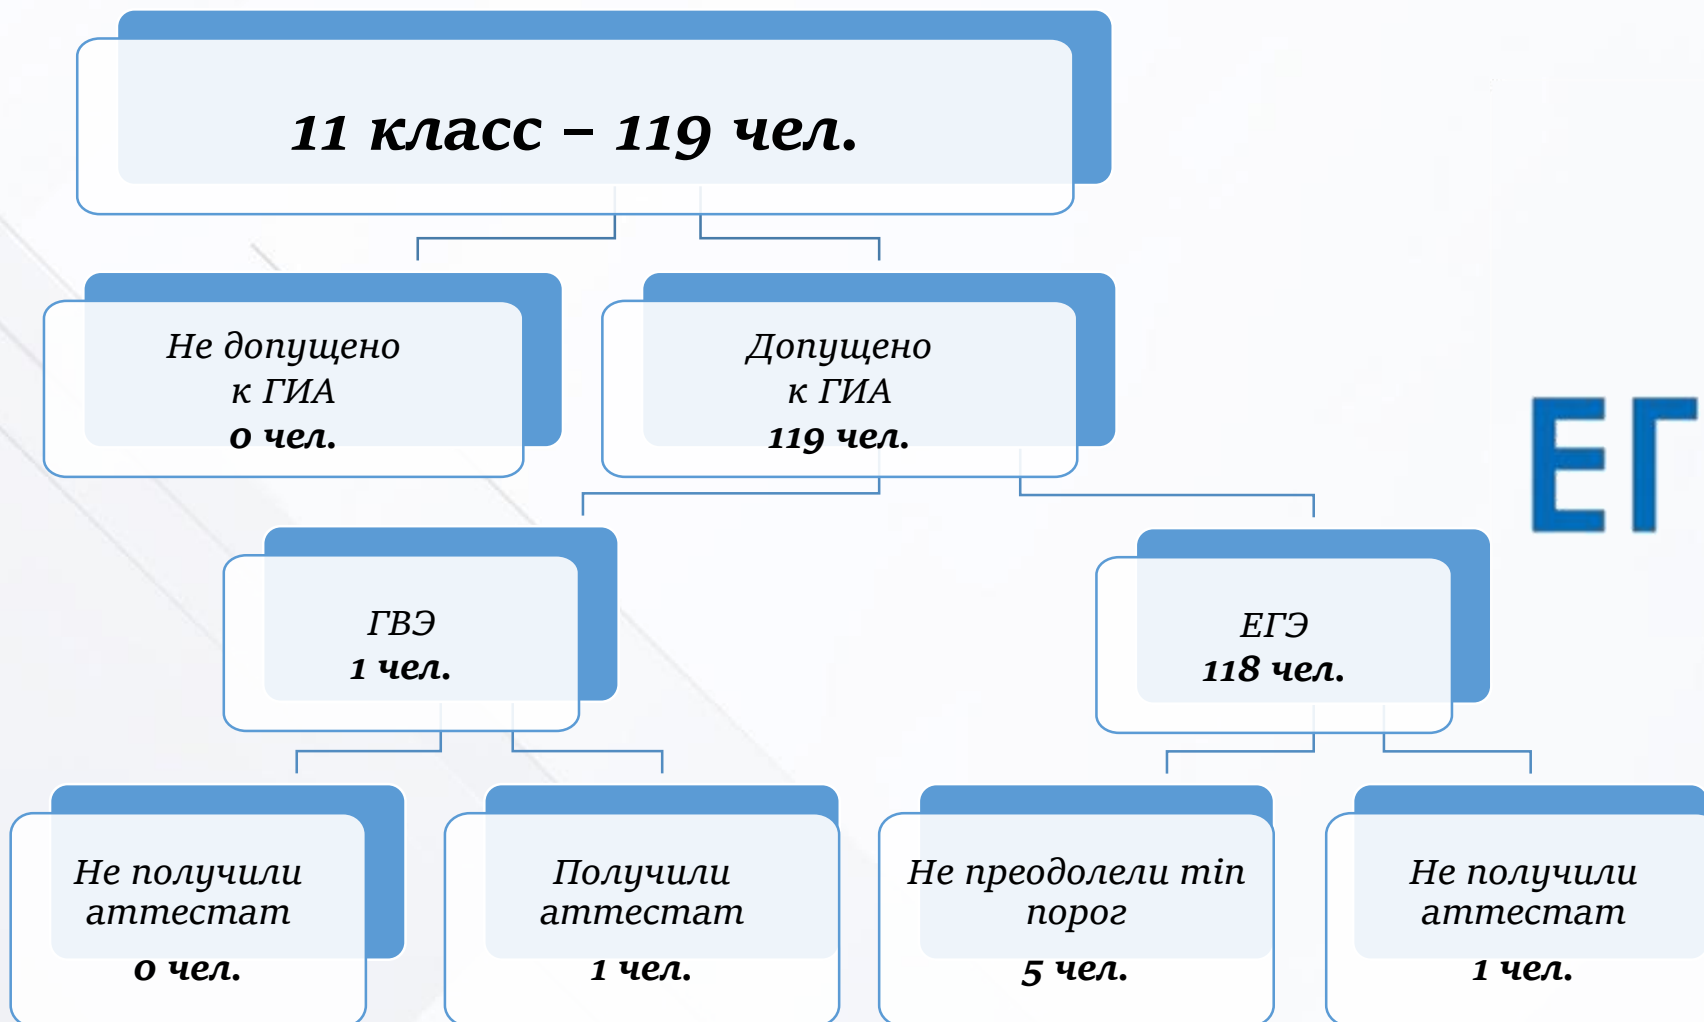 11 класс – 119 чел.
Не допущено
к ГИА
0 чел.
Допущено
к ГИА
119 чел.
ЕГ
ГВЭ
1 чел.
ЕГЭ
118 чел.
Не получили
аттестат
0 чел.
Получили
аттестат
1 чел.
Не преодолели min
порог
5 чел.
Не получили
аттестат
1 чел.